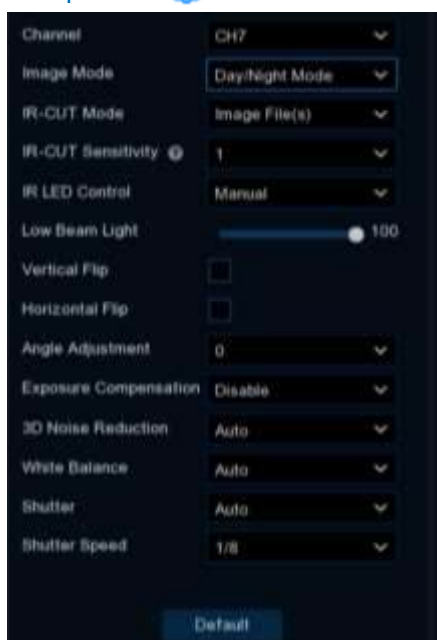 Channel CH7
Image Mode Day/Night Mode
IR-CUT Mode Image File(s)
IR-CUT Sensitivity ? 1
IR LED Control Manual
Low Beam Light 100
Vertical Flip
Horizontal Flip
Angle Adjustment 0
Exposure Compensation Disable
3D Noise Reduction Auto
White Balance Auto
Shutter Auto
Shutter Speed 1/8
Default